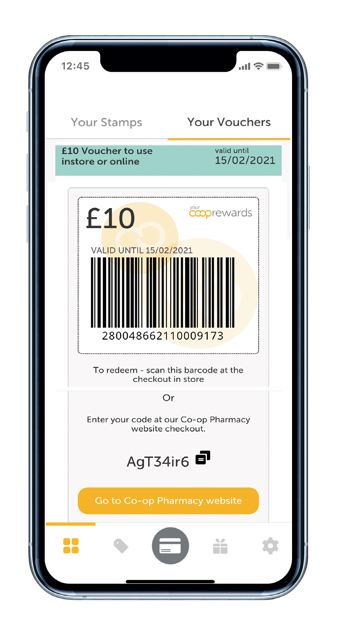 12:45
Your Stamps Your Vouchers
£10 Voucher to use
instore or online
valid until
15/02/2021
£10
your
cooprewards
VALID UNTIL 15/02/2021
280048662110009173
To redeem - scan this barcode at the
checkout in store
Or
Enter your code at our Co-op Pharmacy
website checkout.
AgT34ir6
Go to Co-op Pharmacy website